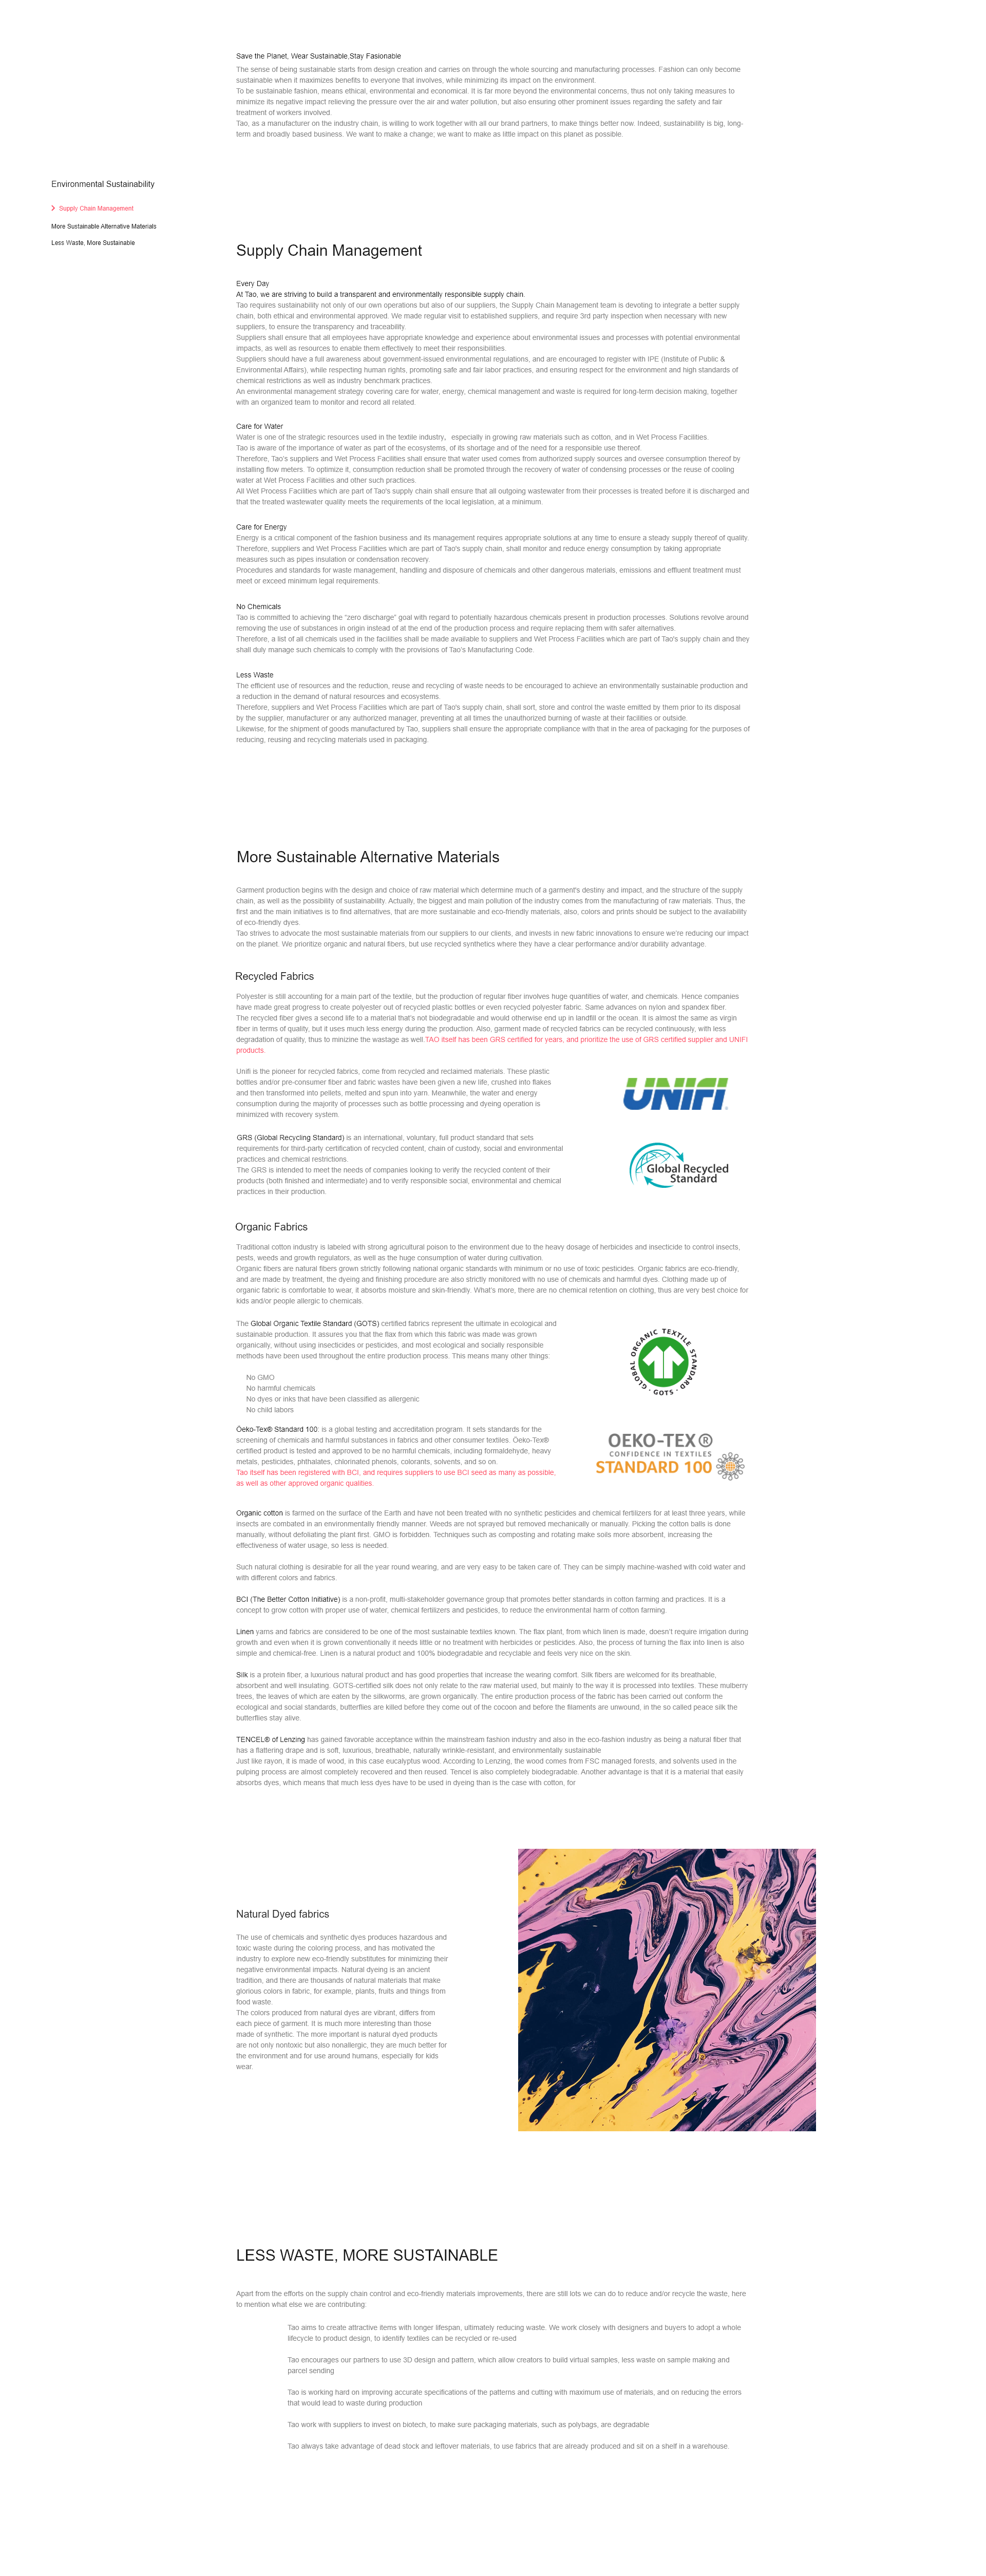 Save the Planet, Wear Sustainable,Stay Fasionable
The sense of being sustainable starts from design creation and carries on through the whole sourcing and manufacturing processes. Fashion can only become
sustainable when it maximizes benefits to everyone that involves, while minimizing its impact on the environment.
To be sustainable fashion, means ethical, environmental and economical. It is far more beyond the environmental concerns, thus not only taking measures to
minimize its negative impact relieving the pressure over the air and water pollution, but also ensuring other prominent issues regarding the safety and fair
treatment of workers involved.
Tao, as a manufacturer on the industry chain, is willing to work together with all our brand partners, to make things better now. Indeed, sustainability is big, long-
term and broadly based business. We want to make a change; we want to make as little impact on this planet as possible.
Environmental Sustainability
Supply Chain Management
More Sustainable Alternative Materials
Less Waste, More Sustainable
Supply Chain Management
Every Day
At Tao, we are striving to build a transparent and environmentally responsible supply chain.
Tao requires sustainability not only of our own operations but also of our suppliers, the Supply Chain Management team is devoting to integrate a better supply
chain, both ethical and environmental approved. We made regular visit to established suppliers, and require 3rd party inspection when necessary with new
suppliers, to ensure the transparency and traceability.
Suppliers shall ensure that all employees have appropriate knowledge and experience about environmental issues and processes with potential environmental
impacts, as well as resources to enable them effectively to meet their responsibilities.
Suppliers should have a full awareness about government-issued environmental regulations, and are encouraged to register with IPE (Institute of Public &
Environmental Affairs), while respecting human rights, promoting safe and fair labor practices, and ensuring respect for the environment and high standards of
chemical restrictions as well as industry benchmark practices.
An environmental management strategy covering care for water, energy, chemical management and waste is required for long-term decision making, together
with an organized team to monitor and record all related.
Care for Water
Water is one of the strategic resources used in the textile industry, especially in growing raw materials such as cotton, and in Wet Process Facilities.
Tao is aware of the importance of water as part of the ecosystems, of its shortage and of the need for a responsible use thereof.
Therefore, Tao's suppliers and Wet Process Facilities shall ensure that water used comes from authorized supply sources and oversee consumption thereof by
installing flow meters. To optimize it, consumption reduction shall be promoted through the recovery of water of condensing processes or the reuse of cooling
water at Wet Process Facilities and other such practices.
All Wet Process Facilities which are part of Tao's supply chain shall ensure that all outgoing wastewater from their processes is treated before it is discharged and
that the treated wastewater quality meets the requirements of the local legislation, at a minimum.
Care for Energy
Energy is a critical component of the fashion business and its management requires appropriate solutions at any time to ensure a steady supply thereof of quality.
Therefore, suppliers and Wet Process Facilities which are part of Tao's supply chain, shall monitor and reduce energy consumption by taking appropriate
measures such as pipes insulation or condensation recovery.
Procedures and standards for waste management, handling and disposure of chemicals and other dangerous materials, emissions and effluent treatment must
meet or exceed minimum legal requirements.
No Chemicals
Tao is committed to achieving the "zero discharge" goal with regard to potentially hazardous chemicals present in production processes. Solutions revolve around
removing the use of substances in origin instead of at the end of the production process and require replacing them with safer alternatives.
Therefore, a list of all chemicals used in the facilities shall be made available to suppliers and Wet Process Facilities which are part of Tao's supply chain and they
shall duly manage such chemicals to comply with the provisions of Tao's Manufacturing Code.
Less Waste
The efficient use of resources and the reduction, reuse and recycling of waste needs to be encouraged to achieve an environmentally sustainable production and
a reduction in the demand of natural resources and ecosystems.
Therefore, suppliers and Wet Process Facilities which are part of Tao's supply chain, shall sort, store and control the waste emitted by them prior to its disposal
by the supplier, manufacturer or any authorized manager, preventing at all times the unauthorized burning of waste at their facilities or outside.
Likewise, for the shipment of goods manufactured by Tao, suppliers shall ensure the appropriate compliance with that in the area of packaging for the purposes of
reducing, reusing and recycling materials used in packaging.
More Sustainable Alternative Materials
Garment production begins with the design and choice of raw material which determine much of a garment's destiny and impact, and the structure of the supply
chain, as well as the possibility of sustainability. Actually, the biggest and main pollution of the industry comes from the manufacturing of raw materials. Thus, the
first and the main initiatives is to find alternatives, that are more sustainable and eco-friendly materials, also, colors and prints should be subject to the availability
of eco-friendly dyes.
Tao strives to advocate the most sustainable materials from our suppliers to our clients, and invests in new fabric innovations to ensure we're reducing our impact
on the planet. We prioritize organic and natural fibers, but use recycled synthetics where they have a clear performance and/or durability advantage.
Recycled Fabrics
Polyester is still accounting for a main part of the textile, but the production of regular fiber involves huge quantities of water, and chemicals. Hence companies
have made great progress to create polyester out of recycled plastic bottles or even recycled polyester fabric. Same advances on nylon and spandex fiber.
The recycled fiber gives a second life to a material that's not biodegradable and would otherwise end up in landfill or the ocean. It is almost the same as virgin
fiber in terms of quality, but it uses much less energy during the production. Also, garment made of recycled fabrics can be recycled continuously, with less
degradation of quality, thus to minizine the wastage as well.TAO itself has been GRS certified for years, and prioritize the use of GRS certified supplier and UNIFI
products.
Unifi is the pioneer for recycled fabrics, come from recycled and reclaimed materials. These plastic
bottles and/or pre-consumer fiber and fabric wastes have been given a new life, crushed into flakes
and then transformed into pellets, melted and spun into yarn. Meanwhile, the water and energy
consumption during the majority of processes such as bottle processing and dyeing operation is
minimized with recovery system.
UNIFI
GRS (Global Recycling Standard) is an international, voluntary, full product standard that sets
requirements for third-party certification of recycled content, chain of custody, social and environmental
practices and chemical restrictions.
The GRS is intended to meet the needs of companies looking to verify the recycled content of their
products (both finished and intermediate) and to verify responsible social, environmental and chemical
practices in their production.
Global Recycled
Standard
Organic Fabrics
Traditional cotton industry is labeled with strong agricultural poison to the environment due to the heavy dosage of herbicides and insecticide to control insects,
pests, weeds and growth regulators, as well as the huge consumption of water during cultivation.
Organic fibers are natural fibers grown strictly following national organic standards with minimum or no use of toxic pesticides. Organic fabrics are eco-friendly,
and are made by treatment, the dyeing and finishing procedure are also strictly monitored with no use of chemicals and harmful dyes. Clothing made up of
organic fabric is comfortable to wear, it absorbs moisture and skin-friendly. What's more, there are no chemical retention on clothing, thus are very best choice for
kids and/or people allergic to chemicals.
The Global Organic Textile Standard (GOTS) certified fabrics represent the ultimate in ecological and
sustainable production. It assures you that the flax from which this fabric was made was grown
organically, without using insecticides or pesticides, and most ecological and socially responsible
methods have been used throughout the entire production process. This means many other things:
GLOBAL ORGANIC TEXTILE STANDARD · GOTS ·
No GMO
No harmful chemicals
No dyes or inks that have been classified as allergenic
No child labors
Öeko-Tex® Standard 100: is a global testing and accreditation program. It sets standards for the
screening of chemicals and harmful substances in fabrics and other consumer textiles. Öeko-Tex®
certified product is tested and approved to be no harmful chemicals, including formaldehyde, heavy
metals, pesticides, phthalates, chlorinated phenols, colorants, solvents, and so on.
Tao itself has been registered with BCI. and requires suppliers to use BCI seed as many as possible,
as well as other approved organic qualities.
OEKO-TEX®
CONFIDENCE IN TEXTILES
STANDARD 100
Organic cotton is farmed on the surface of the Earth and have not been treated with no synthetic pesticides and chemical fertilizers for at least three years, while
insects are combated in an environmentally friendly manner. Weeds are not sprayed but removed mechanically or manually. Picking the cotton balls is done
manually, without defoliating the plant first. GMO is forbidden. Techniques such as composting and rotating make soils more absorbent, increasing the
effectiveness of water usage, so less is needed.
Such natural clothing is desirable for all the year round wearing, and are very easy to be taken care of. They can be simply machine-washed with cold water and
with different colors and fabrics.
BCI (The Better Cotton Initiative) is a non-profit, multi-stakeholder governance group that promotes better standards in cotton farming and practices. It is a
concept to grow cotton with proper use of water, chemical fertilizers and pesticides, to reduce the environmental harm of cotton farming.
Linen yarns and fabrics are considered to be one of the most sustainable textiles known. The flax plant, from which linen is made, doesn't require irrigation during
growth and even when it is grown conventionally it needs little or no treatment with herbicides or pesticides. Also, the process of turning the flax into linen is also
simple and chemical-free. Linen is a natural product and 100% biodegradable and recyclable and feels very nice on the skin.
Silk is a protein fiber, a luxurious natural product and has good properties that increase the wearing comfort. Silk fibers are welcomed for its breathable,
absorbent and well insulating. GOTS-certified silk does not only relate to the raw material used, but mainly to the way it is processed into textiles. These mulberry
trees, the leaves of which are eaten by the silkworms, are grown organically. The entire production process of the fabric has been carried out conform the
ecological and social standards, butterflies are killed before they come out of the cocoon and before the filaments are unwound, in the so called peace silk the
butterflies stay alive.
TENCEL® of Lenzing has gained favorable acceptance within the mainstream fashion industry and also in the eco-fashion industry as being a natural fiber that
has a flattering drape and is soft, luxurious, breathable, naturally wrinkle-resistant, and environmentally sustainable
Just like rayon, it is made of wood, in this case eucalyptus wood. According to Lenzing, the wood comes from FSC managed forests, and solvents used in the
pulping process are almost completely recovered and then reused. Tencel is also completely biodegradable. Another advantage is that it is a material that easily
absorbs dyes, which means that much less dyes have to be used in dyeing than is the case with cotton, for
Natural Dyed fabrics
The use of chemicals and synthetic dyes produces hazardous and
toxic waste during the coloring process, and has motivated the
industry to explore new eco-friendly substitutes for minimizing their
negative environmental impacts. Natural dyeing is an ancient
tradition, and there are thousands of natural materials that make
glorious colors in fabric, for example, plants, fruits and things from
food waste.
The colors produced from natural dyes are vibrant, differs from
each piece of garment. It is much more interesting than those
made of synthetic. The more important is natural dyed products
are not only nontoxic but also nonallergic, they are much better for
the environment and for use around humans, especially for kids
wear.
LESS WASTE, MORE SUSTAINABLE
Apart from the efforts on the supply chain control and eco-friendly materials improvements, there are still lots we can do to reduce and/or recycle the waste, here
to mention what else we are contributing:
Tao aims to create attractive items with longer lifespan, ultimately reducing waste. We work closely with designers and buyers to adopt a whole
lifecycle to product design, to identify textiles can be recycled or re-used
Tao encourages our partners to use 3D design and pattern, which allow creators to build virtual samples, less waste on sample making and
parcel sending
Tao is working hard on improving accurate specifications of the patterns and cutting with maximum use of materials, and on reducing the errors
that would lead to waste during production
Tao work with suppliers to invest on biotech, to make sure packaging materials, such as polybags, are degradable
Tao always take advantage of dead stock and leftover materials, to use fabrics that are already produced and sit on a shelf in a warehouse.